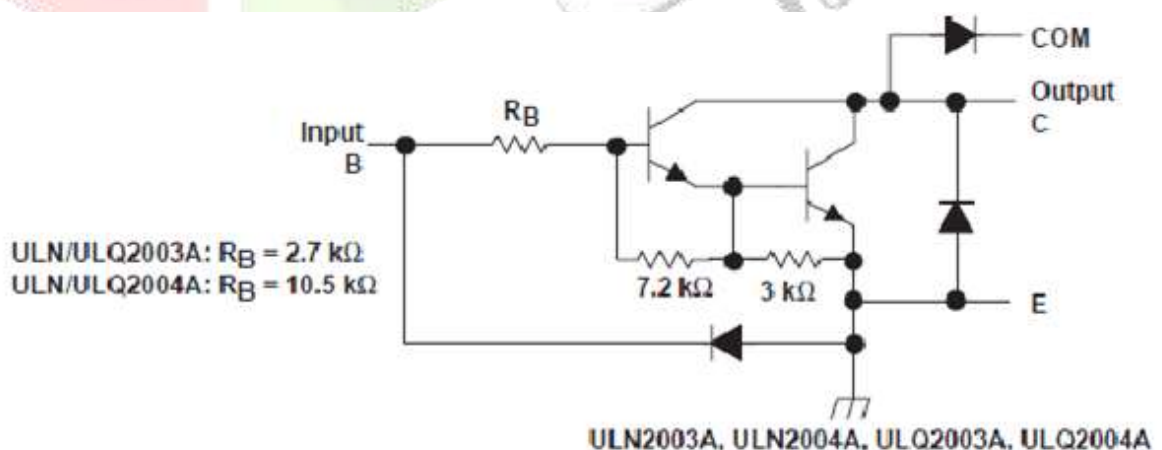 COM
Output
C
RB
Input
B
ULN/ULQ2003A: RB = 2.7 kΩ
ULN/ULQ2004A: RB = 10.5 kΩ
7.2 kΩ
3 kΩ
E
ULN2003A, ULN2004A, ULQ2003A, ULQ2004A